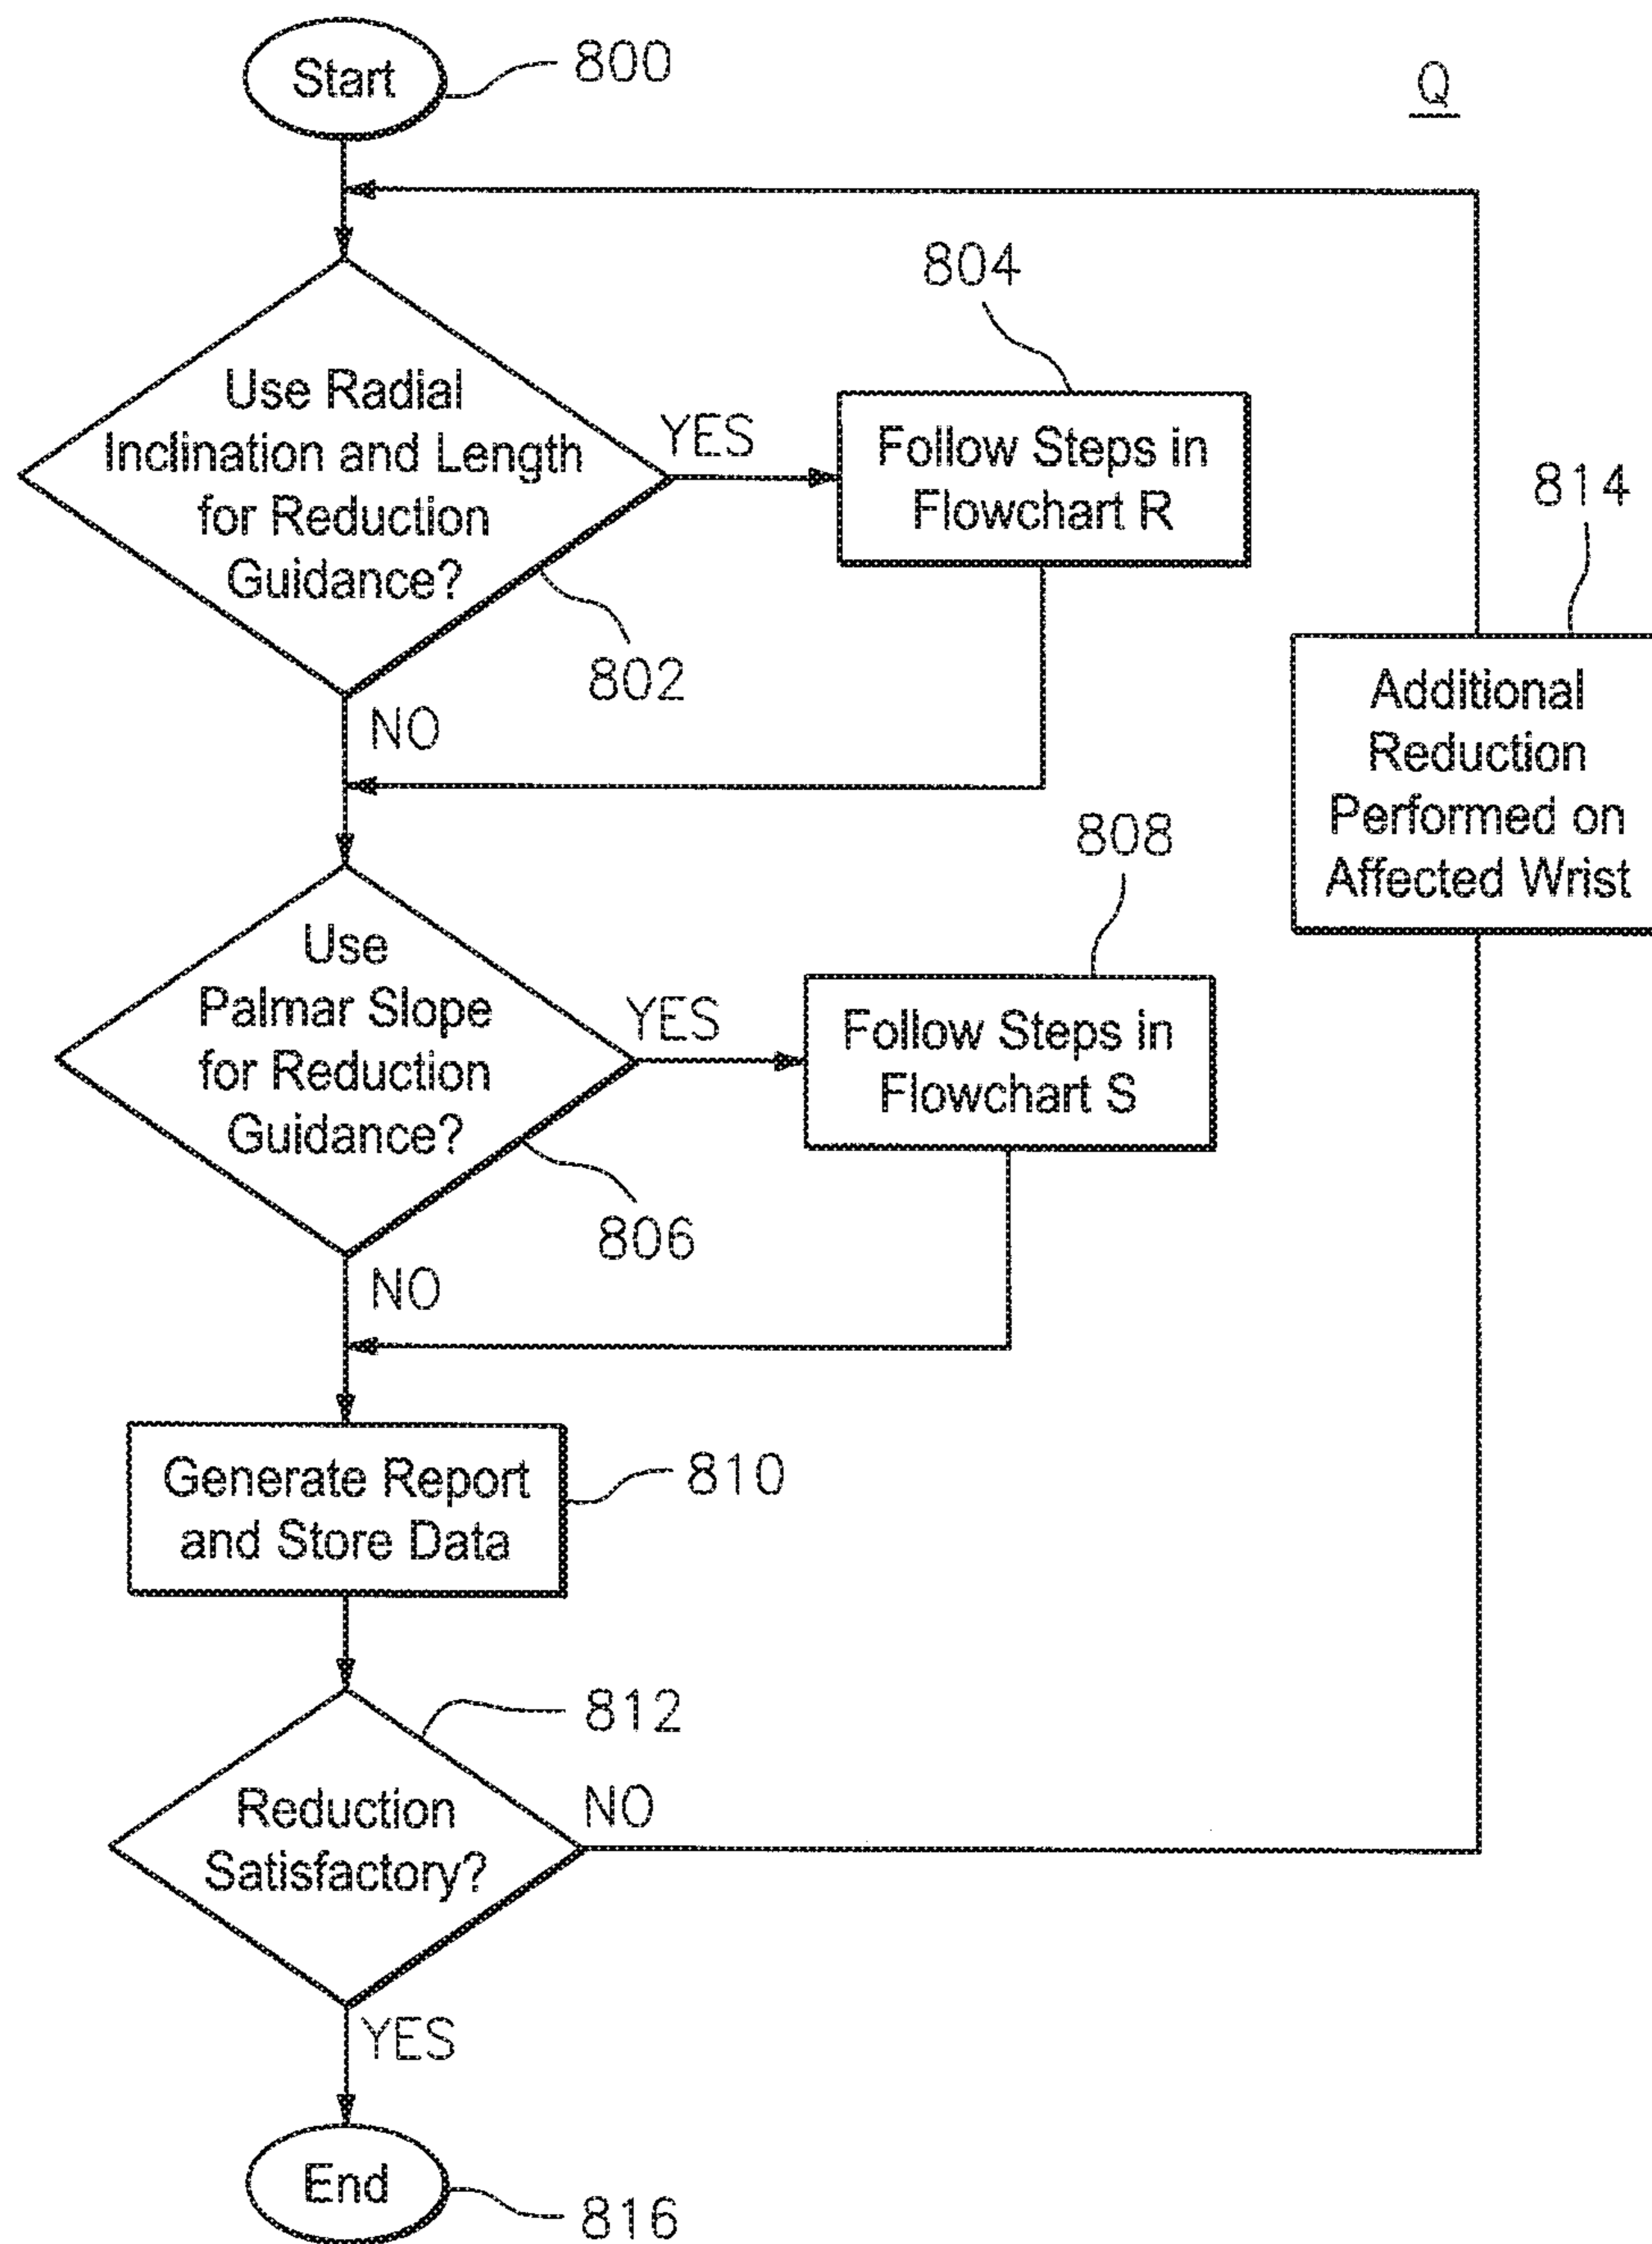 Start
800
Q
Use Radial
Inclination and Length
for Reduction
Guidance?
802
YES
804
Follow Steps in
Flowchart R
NO
Use
Palmar Slope
for Reduction
Guidance?
806
YES
808
Follow Steps in
Flowchart S
NO
Generate Report
and Store Data
810
812
Reduction
Satisfactory?
NO
814
Additional
Reduction
Performed on
Affected Wrist
YES
End
816